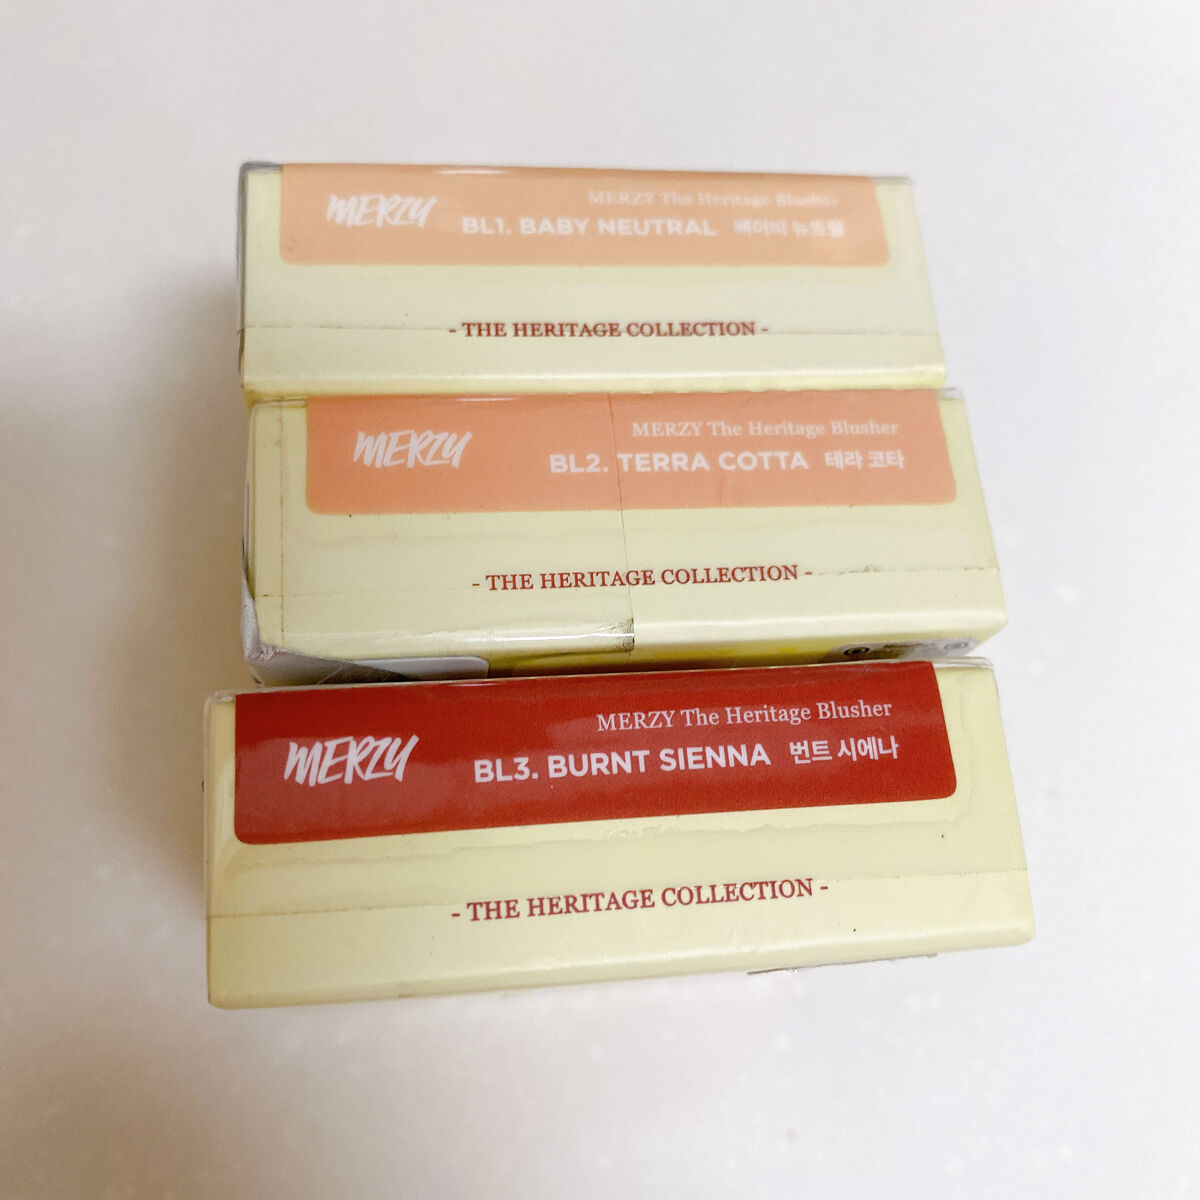 MERZY
MERZY The Heritage Blusher
BL1. BABY NEUTRAL 베이비 뉴트럴
- THE HERITAGE COLLECTION -
MERZY
MERZY The Heritage Blusher
BL2. TERRA COTTA 테라 코타
- THE HERITAGE COLLECTION -
MERZY
MERZY The Heritage Blusher
BL3. BURNT SIENNA 번트 시에나
- THE HERITAGE COLLECTION -